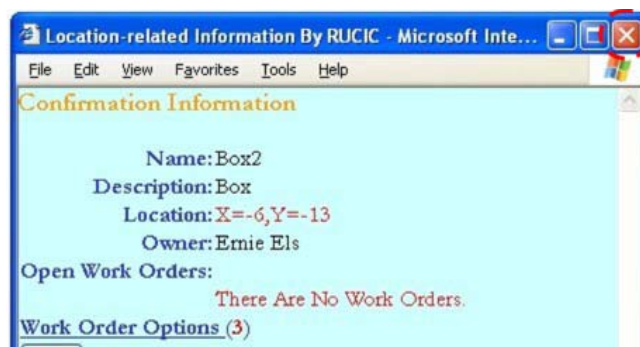 Location-related Information By RUCIC - Microsoft Inte...
File Edit View Favorites Tools Help
Confirmation Information
Name: Box2
Description: Box
Location: X=-6,Y=-13
Owner: Ernie Els
Open Work Orders:
There Are No Work Orders.
Work Order Options (3)